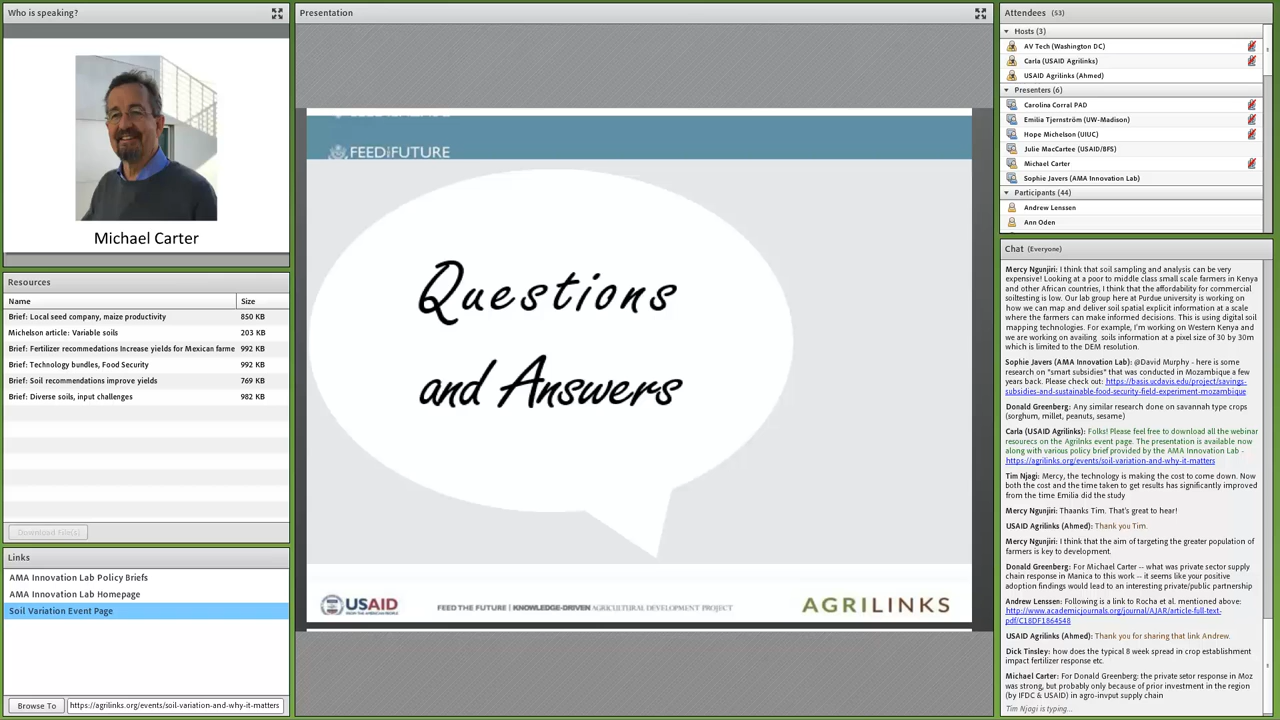 Who is speaking?
Michael Carter
Resources
Name Size
Brief: Local seed company, maize productivity 850 KB
Michelson article: Variable soils 203 KB
Brief: Fertilizer recommendations Increase yields for Mexican farme 992 KB
Brief: Technology bundles, Food Security 992 KB
Brief: Soil recommendations improve yields 769 KB
Brief: Diverse soils, input challenges 982 KB
Download File(s)
Links
AMA Innovation Lab Policy Briefs
AMA Innovation Lab Homepage
Soil Variation Event Page
Browse To https://agrilinks.org/events/soil-variation-and-why-it-matters
Presentation
FEED THE FUTURE
Questions
and Answers
USAID
FROM THE AMERICAN PEOPLE
FEED THE FUTURE | KNOWLEDGE-DRIVEN AGRICULTURAL DEVELOPMENT PROJECT
AGRILINKS
Attendees (53)
Hosts (3)
AV Tech (Washington DC)
Carla (USAID Agrilinks)
USAID Agrilinks (Ahmed)
Presenters (6)
Carolina Corral PAD
Emilia Tjernström (UW-Madison)
Hope Michelson (UIUC)
Julie MacCartee (USAID/BFS)
Michael Carter
Sophie Javers (AMA Innovation Lab)
Participants (44)
Andrew Lenssen
Ann Oden
Chat (Everyone)
Mercy Ngunjiri: I think that soil sampling and analysis can be very
expensive! Looking at a poor to middle class small scale farmers in Kenya
and other African countries, I think that the affordability for commercial
soiltesting is low. Our lab group here at Purdue university is working on
how we can map and deliver soil spatial explicit information at a scale
where the farmers can make informed decisions. This is using digital soil
mapping technologies. For example, I'm working on Western Kenya and
we are working on availing soils information at a pixel size of 30 by 30m
which is limited to the DEM resolution.
Sophie Javers (AMA Innovation Lab): @David Murphy - here is some
research on "smart subsidies" that was conducted in Mozambique a few
years back. Please check out: https://basis.ucdavis.edu/project/savings-
subsidies-and-sustainable-food-security-field-experiment-mozambique
Donald Greenberg: Any similar research done on savannah type crops
(sorghum, millet, peanuts, sesame)
Carla (USAID Agrilinks): Folks! Please feel free to download all the webinar
resourecs on the Agrilnks event page. The presentation is available now
along with various policy brief provided by the AMA Innovation Lab -
https://agrilinks.org/events/soil-variation-and-why-it-matters
Tim Njagi: Mercy, the technology is making the cost to come down. Now
both the cost and the time taken to get results has significantly improved
from the time Emilia did the study
Mercy Ngunjiri: Thaanks Tim. That's great to hear!
USAID Agrilinks (Ahmed): Thank you Tim.
Mercy Ngunjiri: I think that the aim of targeting the greater population of
farmers is key to development.
Donald Greenberg: For Michael Carter -- what was private sector supply
chain response in Manica to this work -- it seems like your positive
adoption findings would lead to an interesting private/public partnership
Andrew Lenssen: Following is a link to Rocha et al. mentioned above:
http://www.academicjournals.org/journal/AJAR/article-full-text-
pdf/C18DF1864548
USAID Agrilinks (Ahmed): Thank you for sharing that link Andrew.
Dick Tinsley: how does the typical 8 week spread in crop establishment
impact fertilizer response etc.
Michael Carter: For Donald Greenberg: the private setor response in Moz
was strong, but probably only because of prior investment in the region
(by IFDC & USAID) in agro-invput supply chain
Tim Njagi is typing...